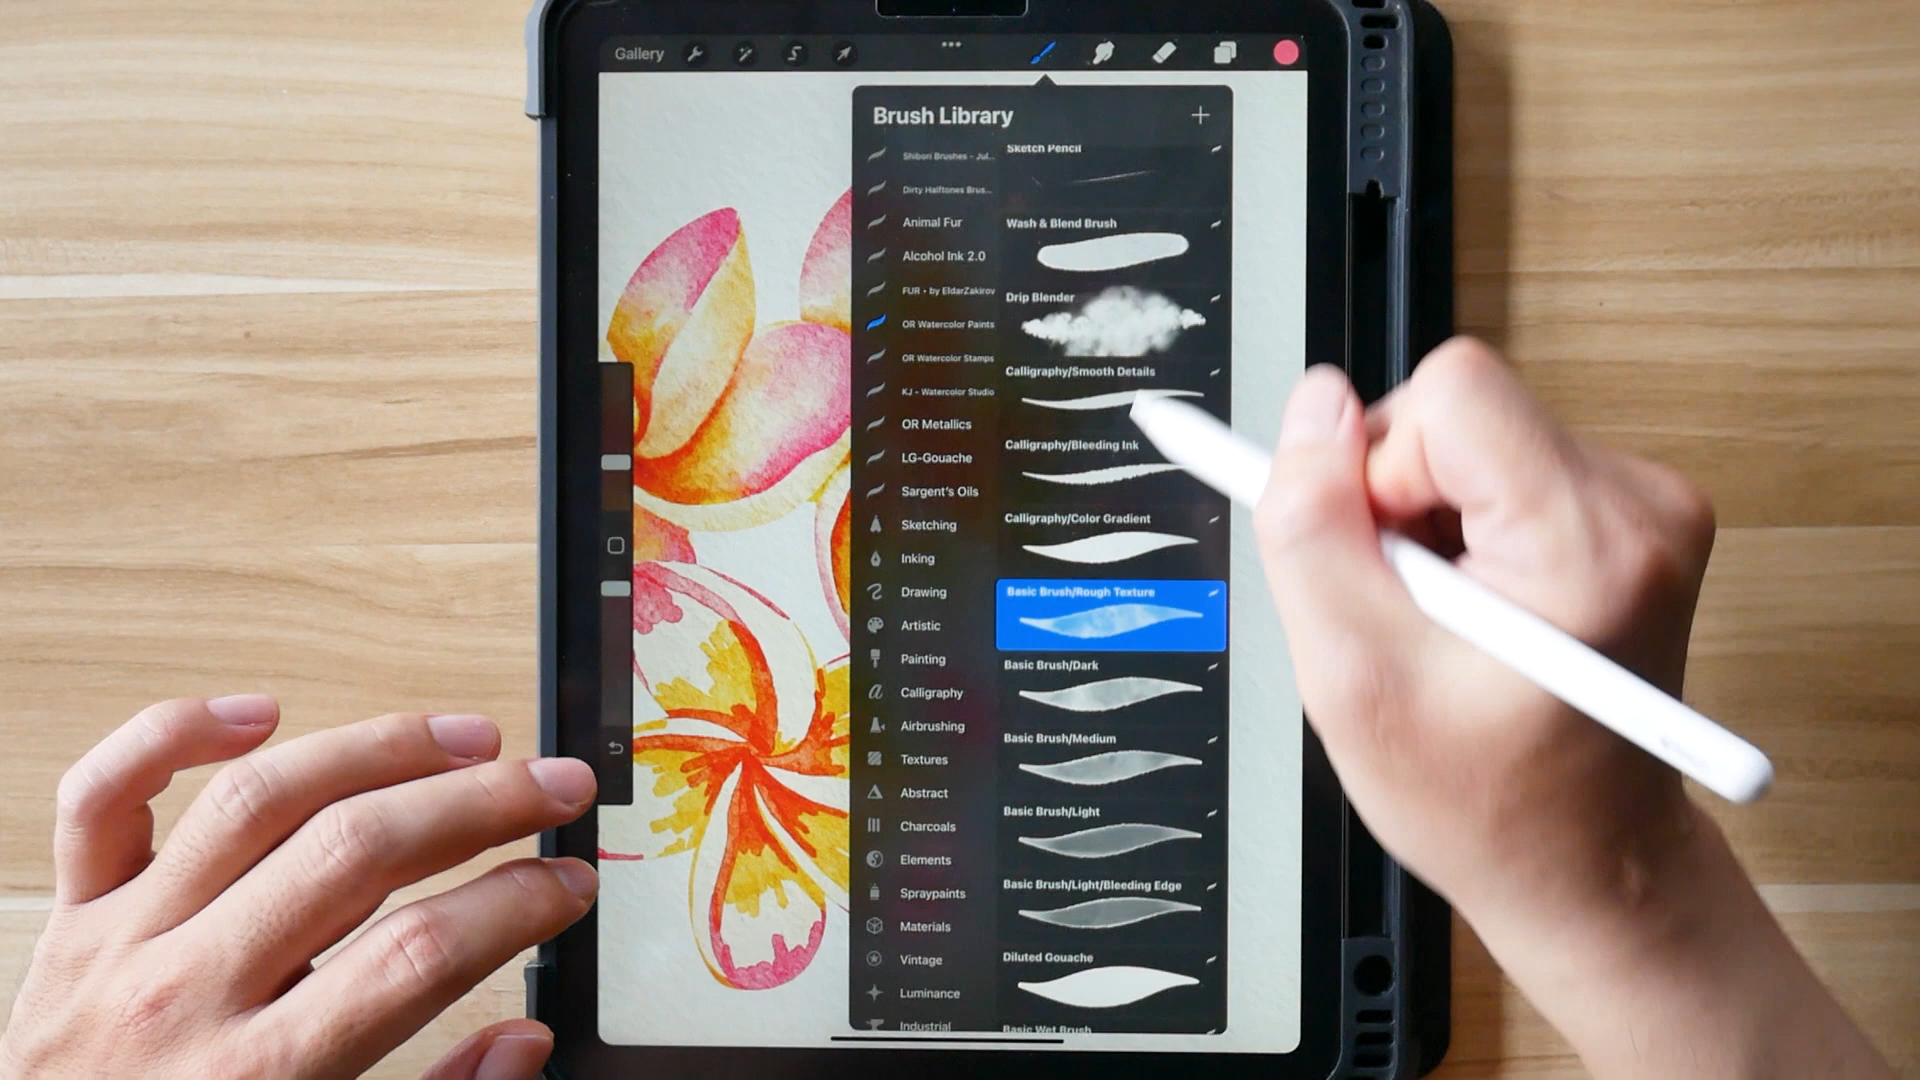 Gallery
Brush Library
Shibori Brushes - Jul...
Dirty Halftones Brus...
Animal Fur
Alcohol Ink 2.0
FUR • by EldarZakirov
OR Watercolor Paints
OR Watercolor Stamps
KJ - Watercolor Studio
OR Metallics
LG-Gouache
Sargent's Oils
Sketching
Inking
Drawing
Artistic
Painting
Calligraphy
Airbrushing
Textures
Abstract
Charcoals
Elements
Spraypaints
Materials
Vintage
Luminance
Industrial
Sketch Pencil
Wash & Blend Brush
Drip Blender
Calligraphy/Smooth Details
Calligraphy/Bleeding Ink
Calligraphy/Color Gradient
Basic Brush/Rough Texture
Basic Brush/Dark
Basic Brush/Medium
Basic Brush/Light
Basic Brush/Light/Bleeding Edge
Diluted Gouache
Basic Wet Brush